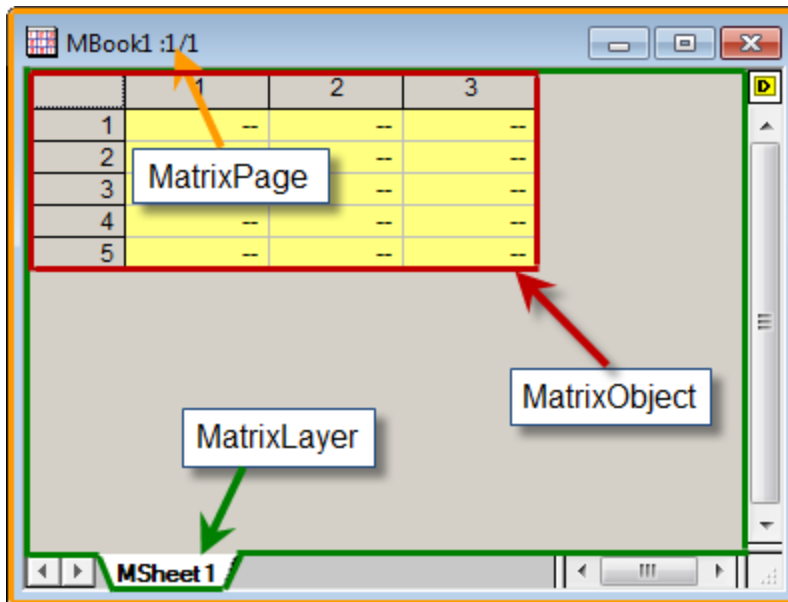 MBook1 :1/1
D
1 2 3
1 -- -- --
2 -- --
3 -- --
4 -- -- --
5 -- -- --
MatrixPage
MatrixObject
MatrixLayer
MSheet1